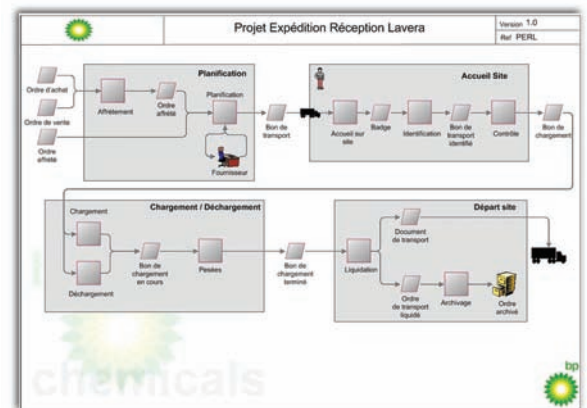 Projet Expédition Réception Lavera
Version 1.0
Ref PERL
Planification
Ordre d'achat
Ordre de vente
Ordre
affrété
Affrètement
Ordre
affrété
Planification
Fournisseur
Bon de
transport
Accueil Site
Accueil sur
site
Badge
Identification
Bon de
transport
identifié
Contrôle
Bon de
chargement
Chargement / Déchargement
Chargement
Déchargement
Bon de
chargement
en cours
Pesées
Bon de
chargement
terminé
Départ site
Liquidation
Document
de transport
Ordre
de transport
liquidé
Archivage
Ordre
archivé
chemicals
bp